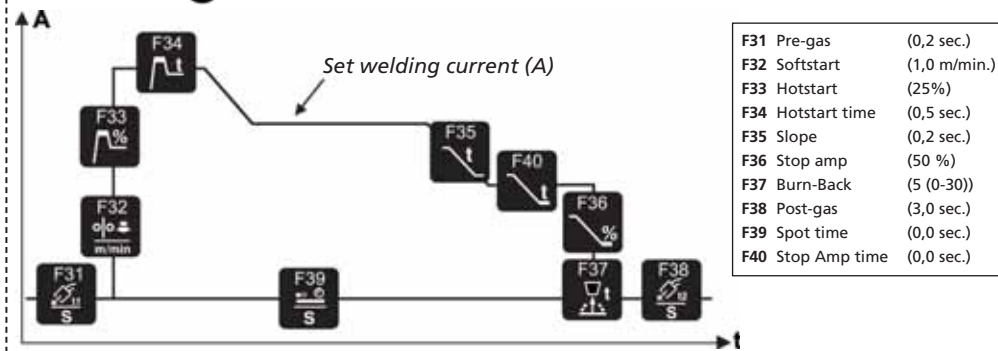 A
F34
t
Set welding current (A)
F33
%
F35
t
F40
t
F32
m/min
F36
%
F31
S
F39
S
F37
t
F38
S
t
F31 Pre-gas (0,2 sec.)
F32 Softstart (1,0 m/min.)
F33 Hotstart (25%)
F34 Hotstart time (0,5 sec.)
F35 Slope (0,2 sec.)
F36 Stop amp (50 %)
F37 Burn-Back (5 (0-30))
F38 Post-gas (3,0 sec.)
F39 Spot time (0,0 sec.)
F40 Stop Amp time (0,0 sec.)